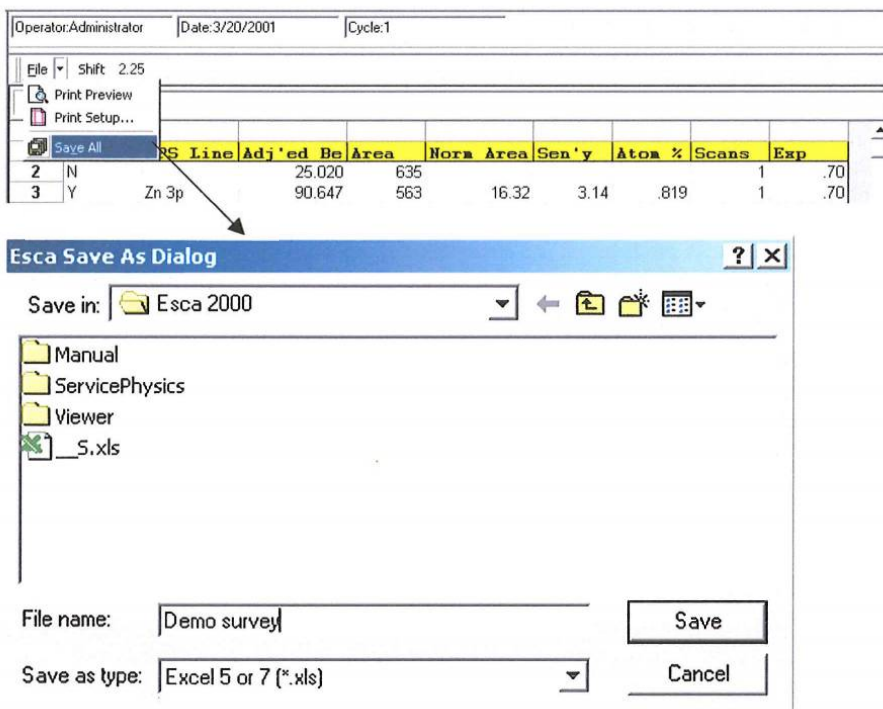 Operator:Administrator Date:3/20/2001 Cycle:1
File Shift 2.25
Print Preview
Print Setup...
Save All
PS Line Adj'ed Be Area Norm Area Sen'y Atom % Scans Exp
2 N 25.020 635 1 .70
3 Y Zn 3p 90.647 563 16.32 3.14 .819 1 .70
Esca Save As Dialog
Save in: Esca 2000
Manual
ServicePhysics
Viewer
__S.xls
File name: Demo survey
Save
Save as type: Excel 5 or 7 (*.xls)
Cancel